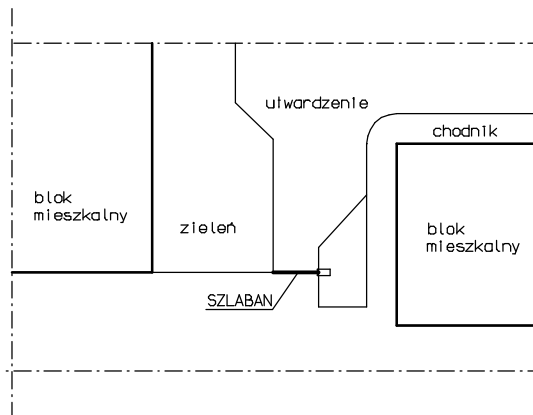 utwardzenie
chodnik
blok
mieszkalny
zieleń
blok
mieszkalny
SZLABAN